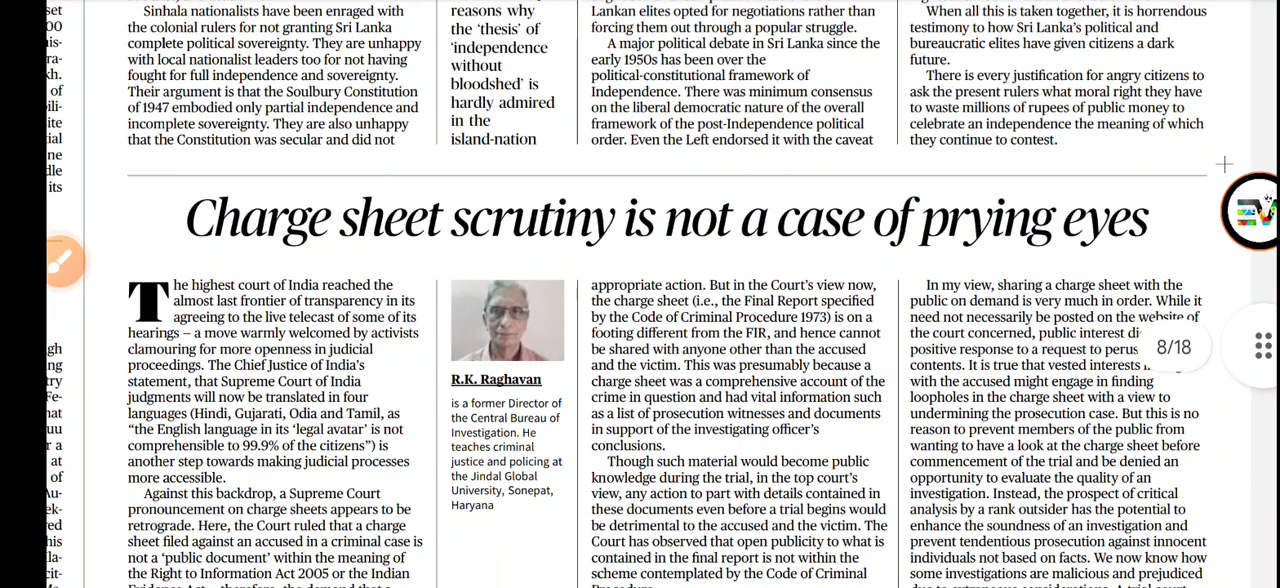 set
00
uis-
ra-
kh.
of
oili-
site
ial
ne
dle
its
gh
ng
try
Fe-
hat
uu
r a
at
of
Au-
ek-
red
his
lla-
cit-
Sinhala nationalists have been enraged with
the colonial rulers for not granting Sri Lanka
complete political sovereignty. They are unhappy
with local nationalist leaders too for not having
fought for full independence and sovereignty.
Their argument is that the Soulbury Constitution
of 1947 embodied only partial independence and
incomplete sovereignty. They are also unhappy
that the Constitution was secular and did not
reasons why
the ‘thesis’ of
‘independence
without
bloodshed’ is
hardly admired
in the
island-nation
Lankan elites opted for negotiations rather than
forcing them out through a popular struggle.
A major political debate in Sri Lanka since the
early 1950s has been over the
political-constitutional framework of
Independence. There was minimum consensus
on the liberal democratic nature of the overall
framework of the post-Independence political
order. Even the Left endorsed it with the caveat
When all this is taken together, it is horrendous
testimony to how Sri Lanka’s political and
bureaucratic elites have given citizens a dark
future.
There is every justification for angry citizens to
ask the present rulers what moral right they have
to waste millions of rupees of public money to
celebrate an independence the meaning of which
they continue to contest.
Charge sheet scrutiny is not a case of prying eyes
The highest court of India reached the
almost last frontier of transparency in its
agreeing to the live telecast of some of its
hearings – a move warmly welcomed by activists
clamouring for more openness in judicial
proceedings. The Chief Justice of India’s
statement, that Supreme Court of India
judgments will now be translated in four
languages (Hindi, Gujarati, Odia and Tamil, as
“the English language in its ‘legal avatar’ is not
comprehensible to 99.9% of the citizens”) is
another step towards making judicial processes
more accessible.
Against this backdrop, a Supreme Court
pronouncement on charge sheets appears to be
retrograde. Here, the Court ruled that a charge
sheet filed against an accused in a criminal case is
not a ‘public document’ within the meaning of
the Right to Information Act 2005 or the Indian
R.K. Raghavan
is a former Director of
the Central Bureau of
Investigation. He
teaches criminal
justice and policing at
the Jindal Global
University, Sonepat,
Haryana
appropriate action. But in the Court’s view now,
the charge sheet (i.e., the Final Report specified
by the Code of Criminal Procedure 1973) is on a
footing different from the FIR, and hence cannot
be shared with anyone other than the accused
and the victim. This was presumably because a
charge sheet was a comprehensive account of the
crime in question and had vital information such
as a list of prosecution witnesses and documents
in support of the investigating officer’s
conclusions.
Though such material would become public
knowledge during the trial, in the top court’s
view, any action to part with details contained in
these documents even before a trial begins would
be detrimental to the accused and the victim. The
Court has observed that open publicity to what is
contained in the final report is not within the
scheme contemplated by the Code of Criminal
In my view, sharing a charge sheet with the
public on demand is very much in order. While it
need not necessarily be posted on the website of
the court concerned, public interest di
positive response to a request to perus
contents. It is true that vested interests
with the accused might engage in finding
loopholes in the charge sheet with a view to
undermining the prosecution case. But this is no
reason to prevent members of the public from
wanting to have a look at the charge sheet before
commencement of the trial and be denied an
opportunity to evaluate the quality of an
investigation. Instead, the prospect of critical
analysis by a rank outsider has the potential to
enhance the soundness of an investigation and
prevent tendentious prosecution against innocent
individuals not based on facts. We now know how
some investigations are malicious and prejudiced
8/18
EV